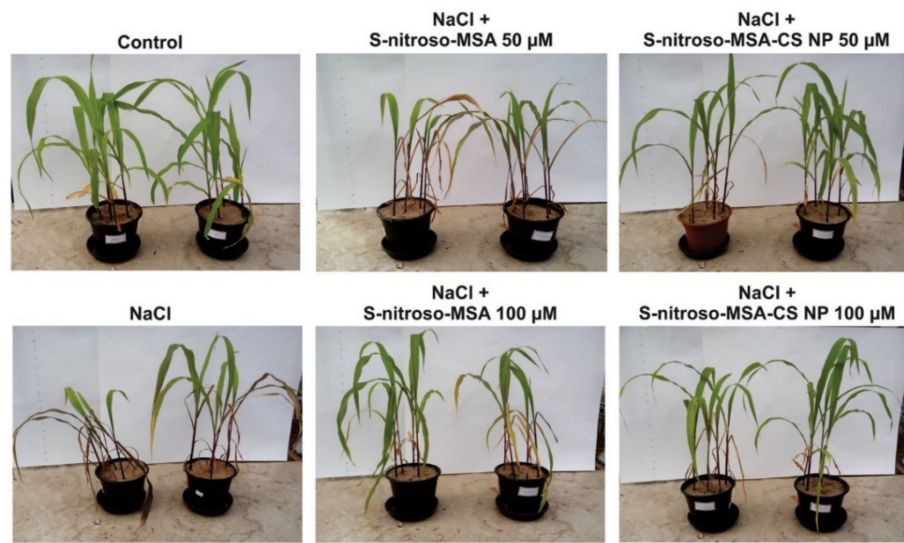 Control
NaCl +
S-nitroso-MSA 50 µM
NaCl +
S-nitroso-MSA-CS NP 50 µM
NaCl
NaCl +
S-nitroso-MSA 100 µM
NaCl +
S-nitroso-MSA-CS NP 100 µM